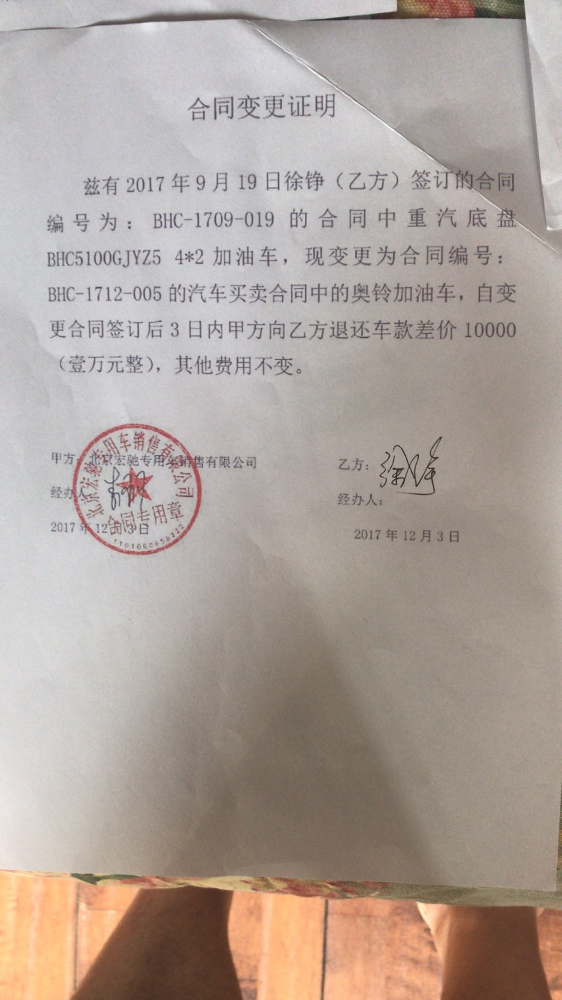 合同变更证明
兹有 2017 年 9 月 19 日徐铮（乙方）签订的合同
编号为：BHC-1709-019 的合同中重汽底盘
BHC5100GJYZ5 4*2 加油车，现变更为合同编号：
BHC-1712-005 的汽车买卖合同中的奥铃加油车，自变
更合同签订后 3 日内甲方向乙方退还车款差价 10000
（壹万元整），其他费用不变。
甲方：北京宏驰专用车销售有限公司
乙方：徐铮
经办人
经办人：
2017 年 12 月 3 日
2017 年 12 月 3 日
北京宏驰专用车销售有限公司
合同专用章